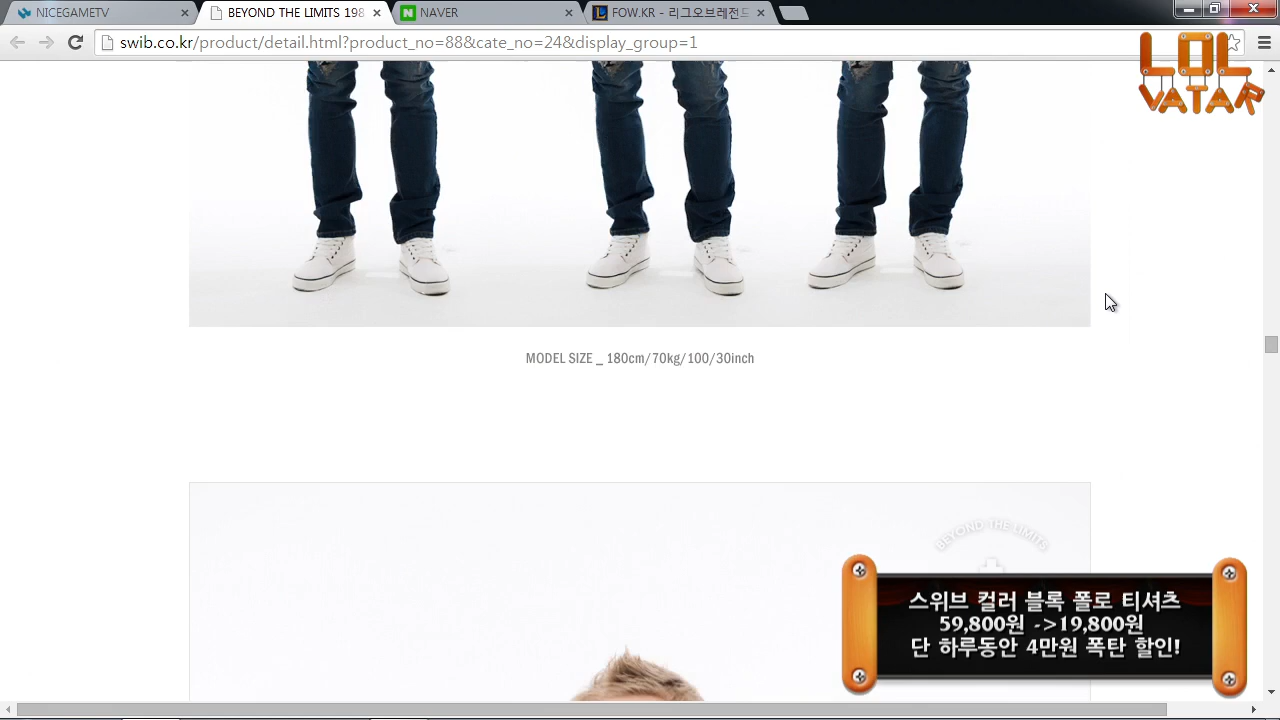 NICEGAMETV
BEYOND THE LIMITS 198
NAVER
FOW.KR - 리그오브레전드
swib.co.kr/product/detail.html?product_no=888&cate_no=24&display_group=1
LOL
VATAR
MODEL SIZE _ 180cm/70kg/100/30inch
BEYOND THE LIMITS
스위브 컬러 블록 폴로 티셔츠
59,800원 ->19,800원
단 하루동안 4만원 폭탄 할인!